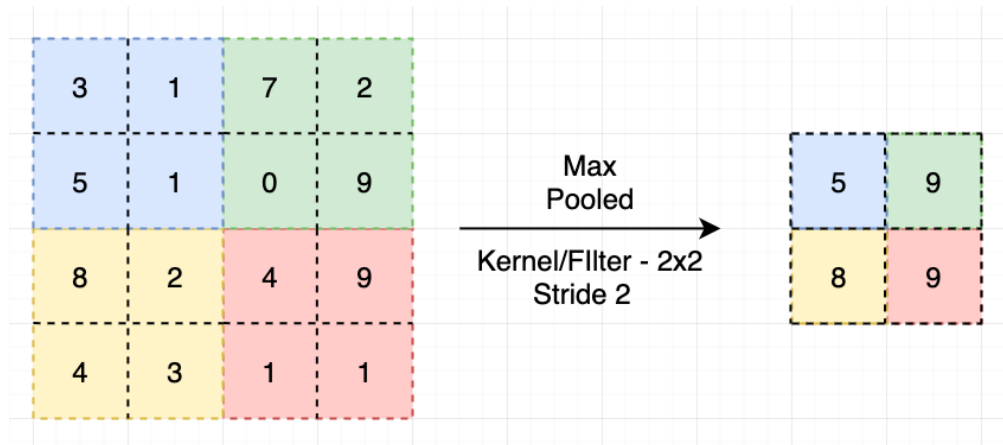 3 1 7 2
5 1 0 9
8 2 4 9
4 3 1 1
Max
Pooled
Kernel/FIlter - 2x2
Stride 2
5 9
8 9